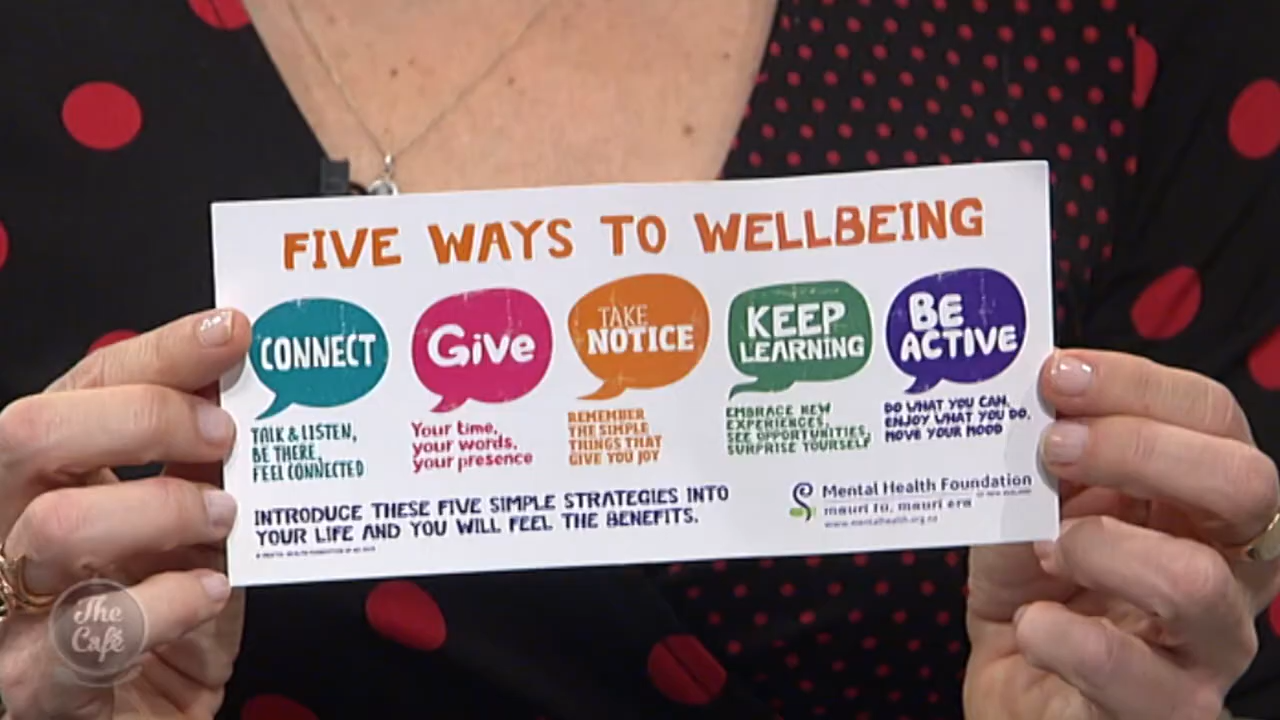 FIVE WAYS TO WELLBEING
CONNECT
TALK & LISTEN,
BE THERE,
FEEL CONNECTED
Give
Your time,
your words,
your presence
TAKE
NOTICE
REMEMBER
THE SIMPLE
THINGS THAT
GIVE YOU JOY
KEEP
LEARNING
EMBRACE NEW
EXPERIENCES,
SEE OPPORTUNITIES,
SURPRISE YOURSELF
BE
ACTIVE
DO WHAT YOU CAN,
ENJOY WHAT YOU DO,
MOVE YOUR MOOD
INTRODUCE THESE FIVE SIMPLE STRATEGIES INTO
YOUR LIFE AND YOU WILL FEEL THE BENEFITS.
Mental Health Foundation
OF NEW ZEALAND
mauri tū, mauri ora
www.mentalhealth.org.nz
The
Café